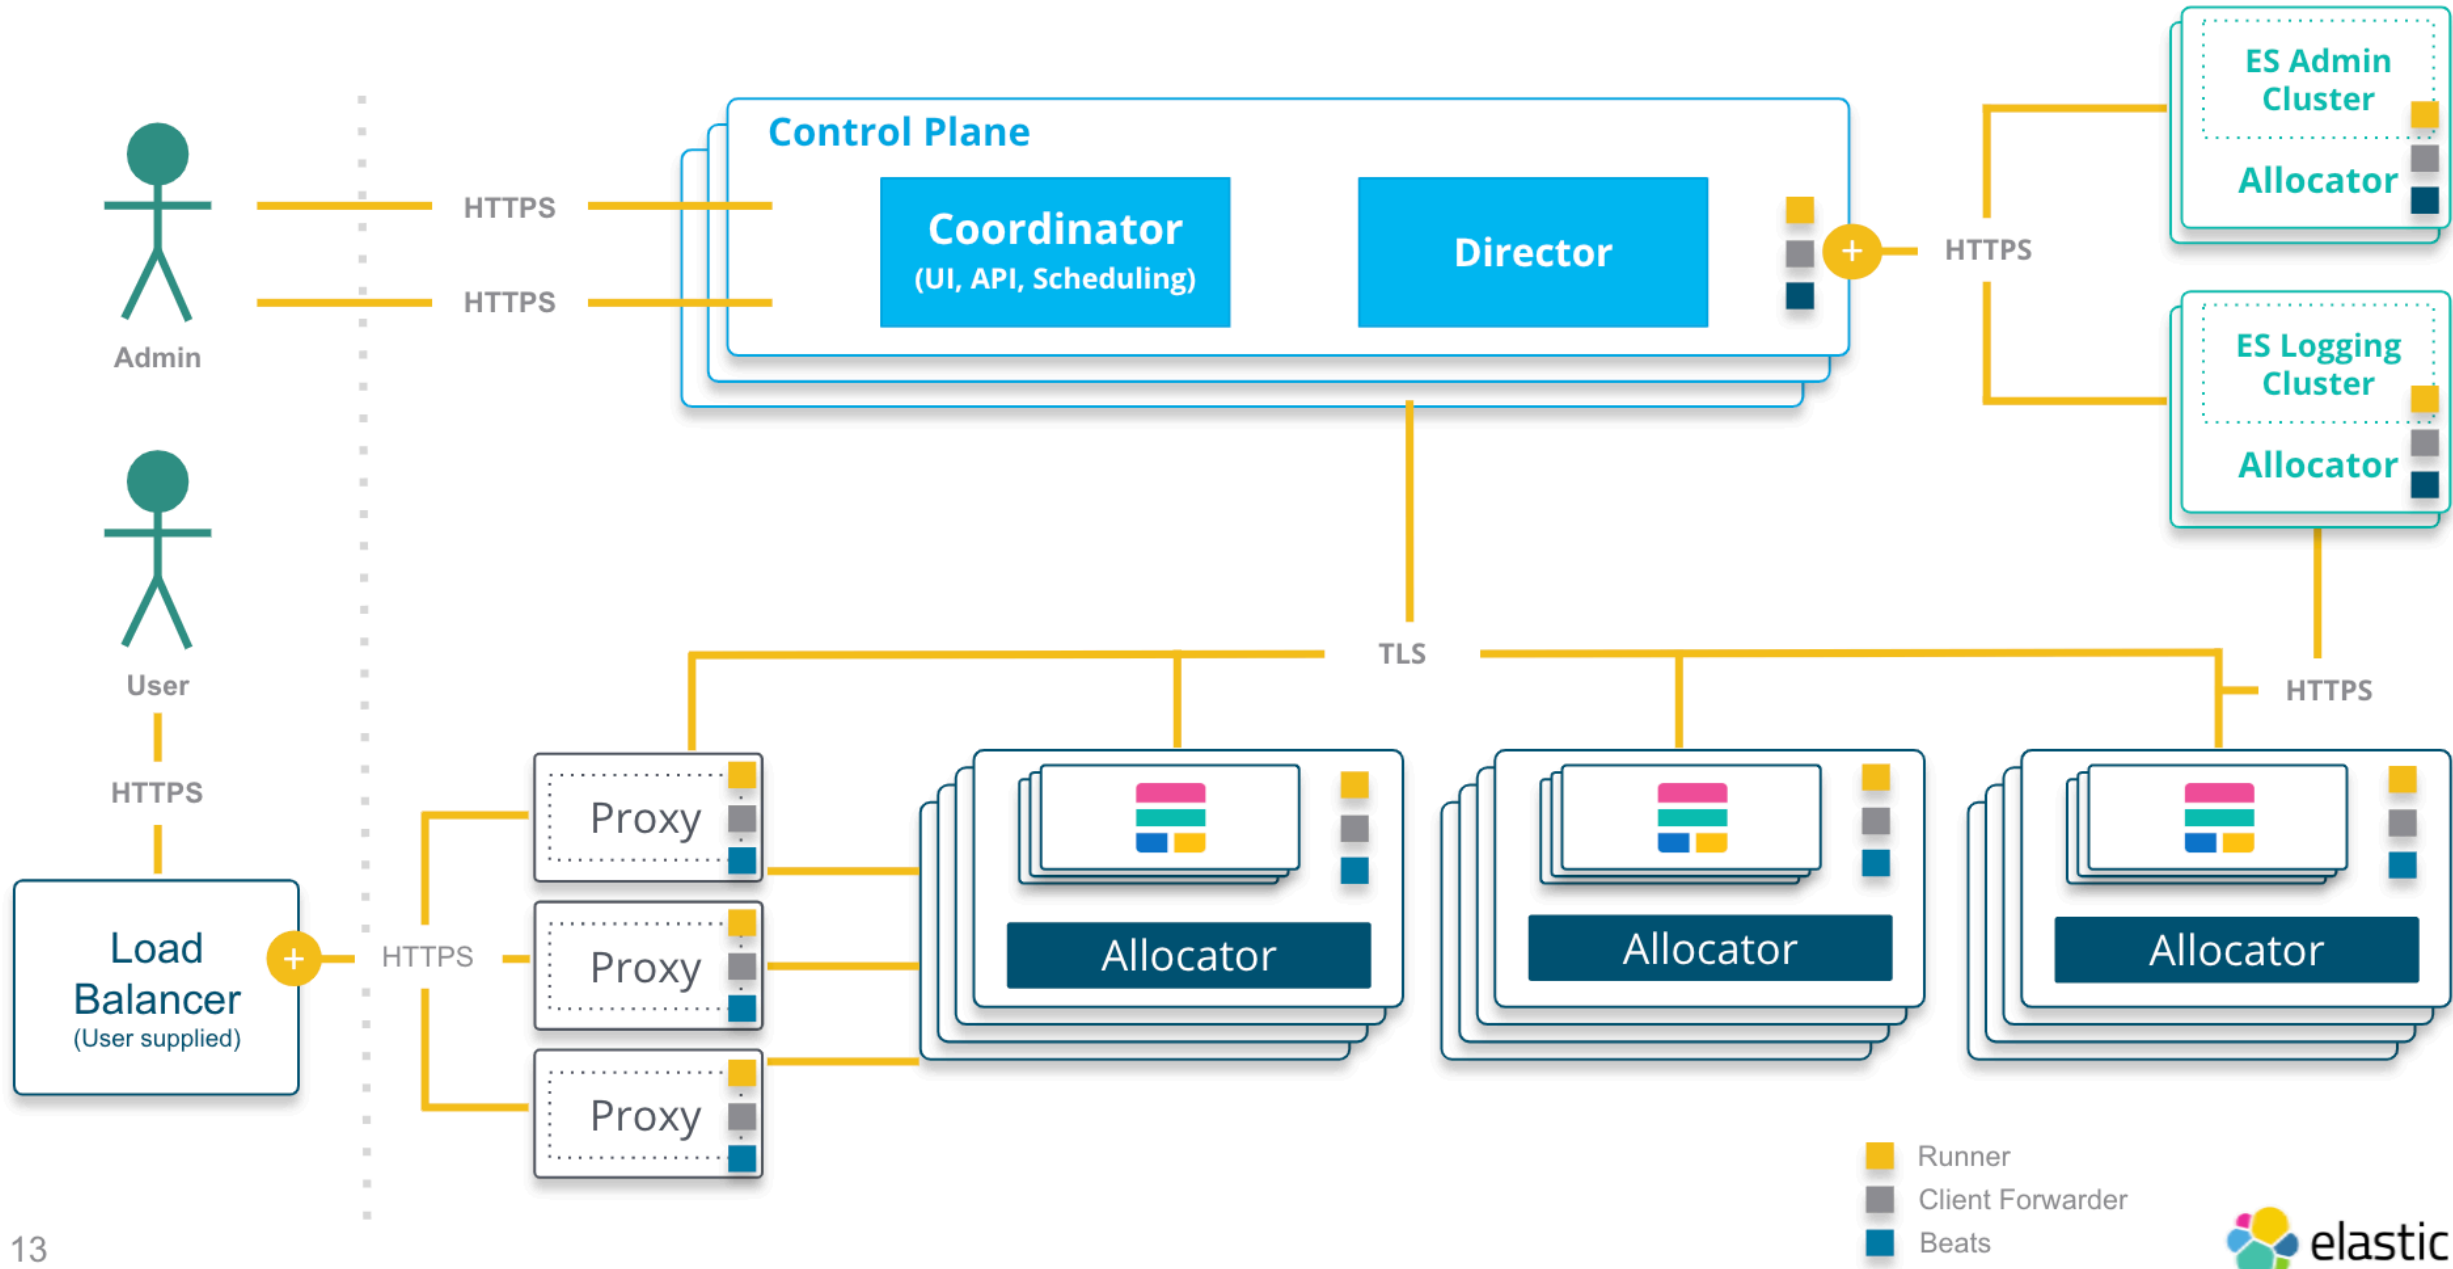 ES Admin
Cluster
Allocator
Control Plane
Coordinator
(UI, API, Scheduling)
Director
HTTPS
HTTPS
HTTPS
Admin
ES Logging
Cluster
Allocator
User
TLS
HTTPS
HTTPS
Load
Balancer
(User supplied)
HTTPS
Proxy
Proxy
Proxy
Allocator
Allocator
Allocator
Runner
Client Forwarder
Beats
13
elastic